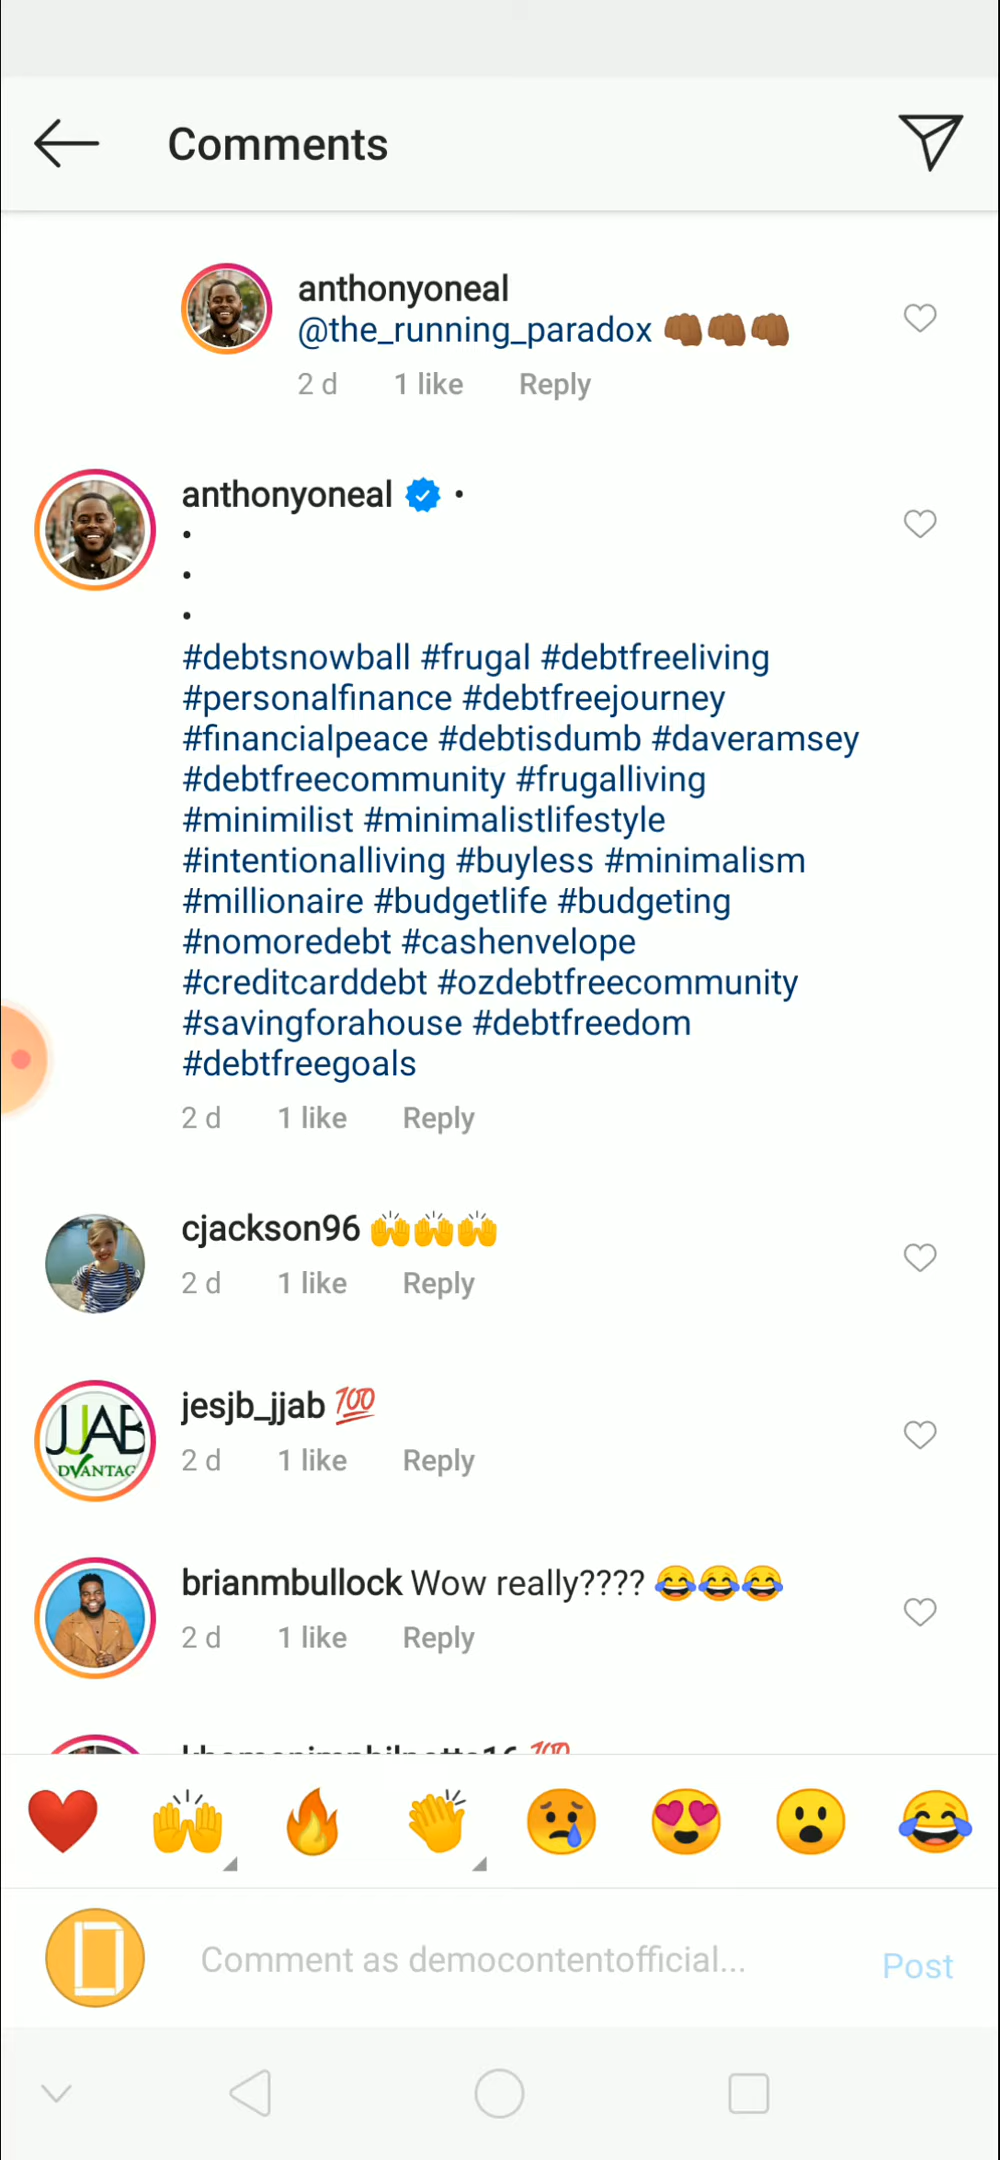 Comments
anthonyoneal
@the_running_paradox 👊🏾👊🏾👊🏾
2 d 1 like Reply
anthonyoneal •
•
•
•
#debtsnowball #frugal #debtfreeliving
#personalfinance #debtfreejourney
#financialpeace #debtisdumb #daveramsey
#debtfreecommunity #frugalliving
#minimilist #minimalistlifestyle
#intentionalliving #buyless #minimalism
#millionaire #budgetlife #budgeting
#nomoredebt #cashenvelope
#creditcarddebt #ozdebtfreecommunity
#savingforahouse #debtfreedom
#debtfreegoals
2 d 1 like Reply
cjackson96 🙌🙌🙌
2 d 1 like Reply
JJAB
DVANTAG
jesjb_jjab 💯
2 d 1 like Reply
brianmbullock Wow really???? 😂😂😂
2 d 1 like Reply
Comment as democontentofficial...
Post